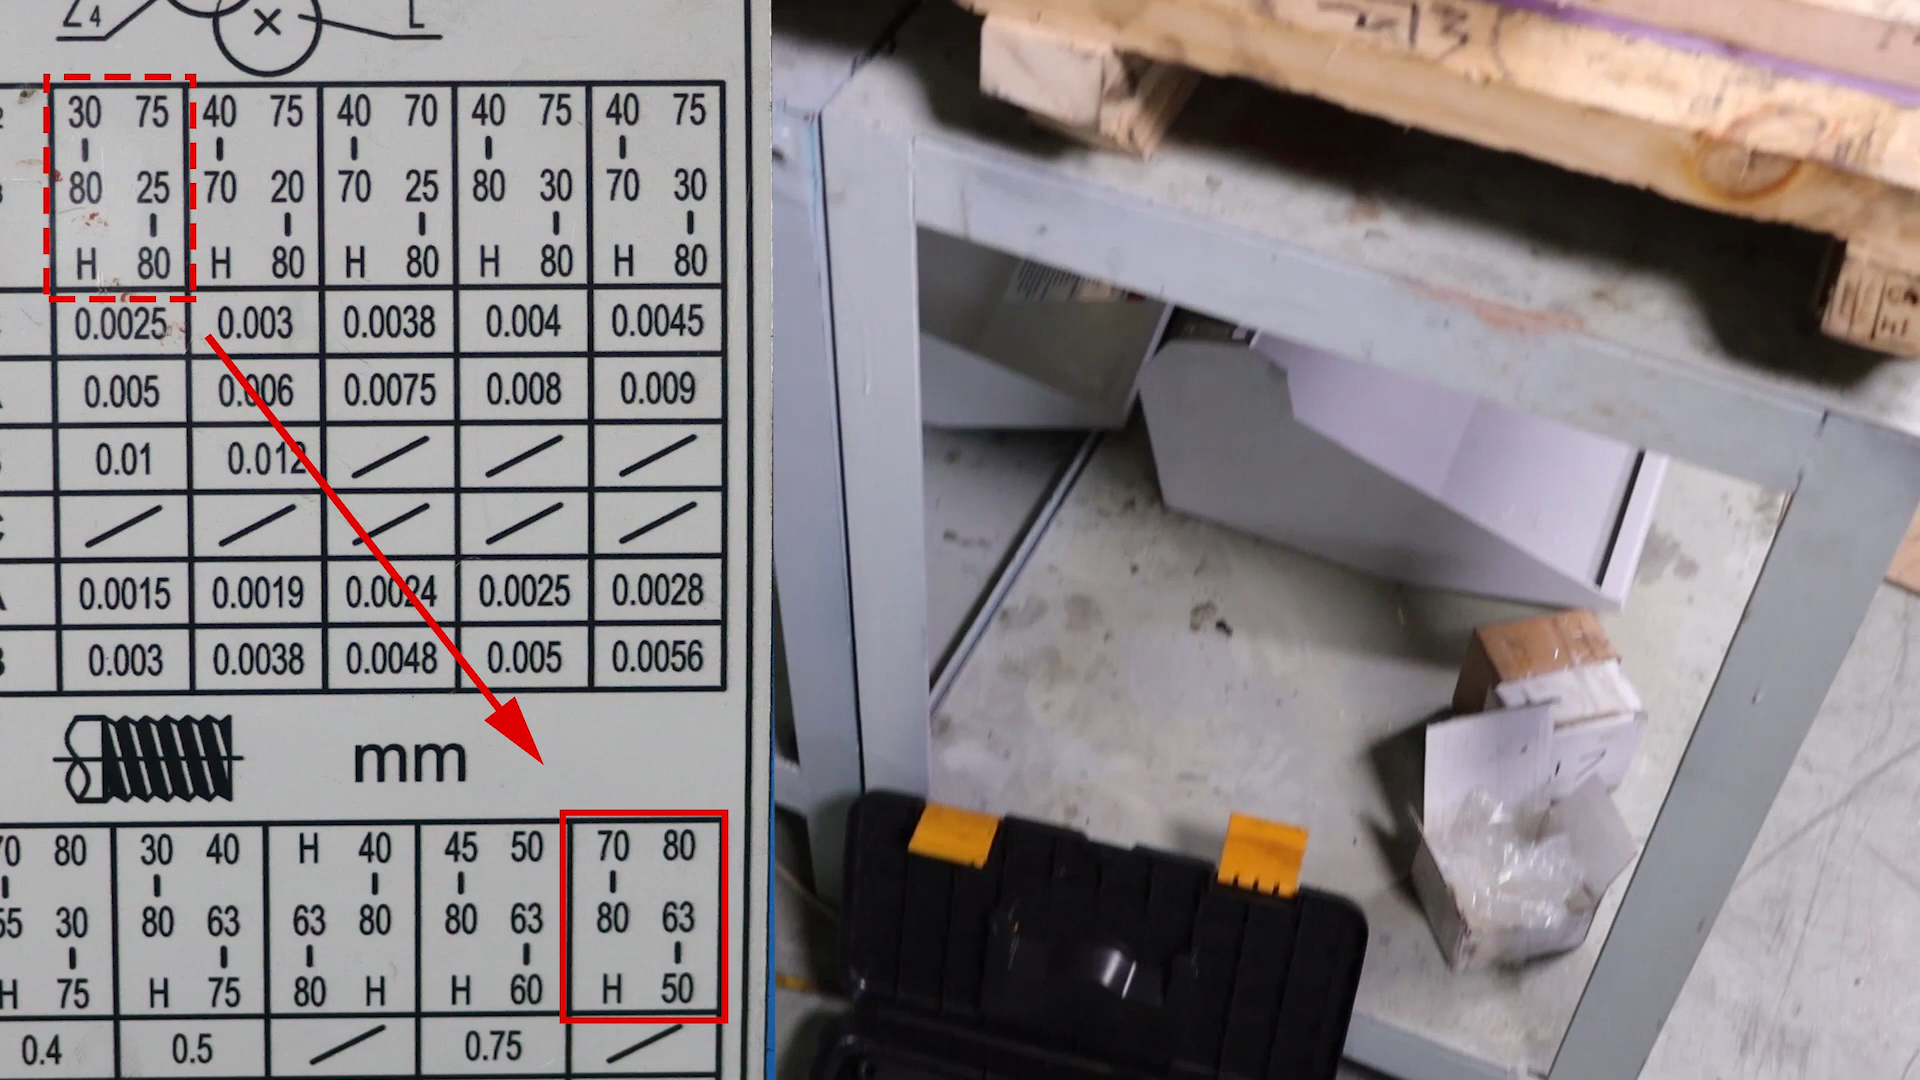 Z4 L
30 75 40 75 40 70 40 75 40 75
80 25 70 20 70 25 80 30 70 30
H 80 H 80 H 80 H 80 H 80
0.0025 0.003 0.0038 0.004 0.0045
0.005 0.006 0.0075 0.008 0.009
0.01 0.012
0.0015 0.0019 0.0024 0.0025 0.0028
0.003 0.0038 0.0048 0.005 0.0056
mm
80 30 40 H 40 45 50 70 80
30 80 63 63 80 80 63 80 63
H 75 H 75 80 H H 60 H 50
0.4 0.5 0.75